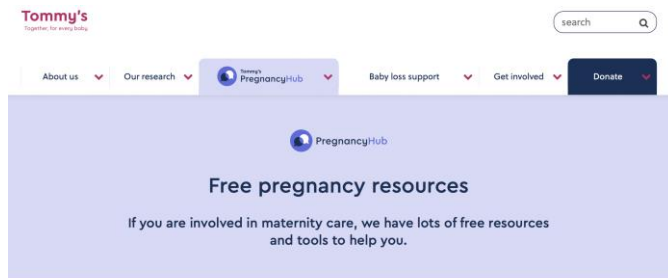 Tommy's
Together, for every baby
search
About us
Our research
Tommy's
PregnancyHub
Baby loss support
Get involved
Donate
PregnancyHub
Free pregnancy resources
If you are involved in maternity care, we have lots of free resources
and tools to help you.